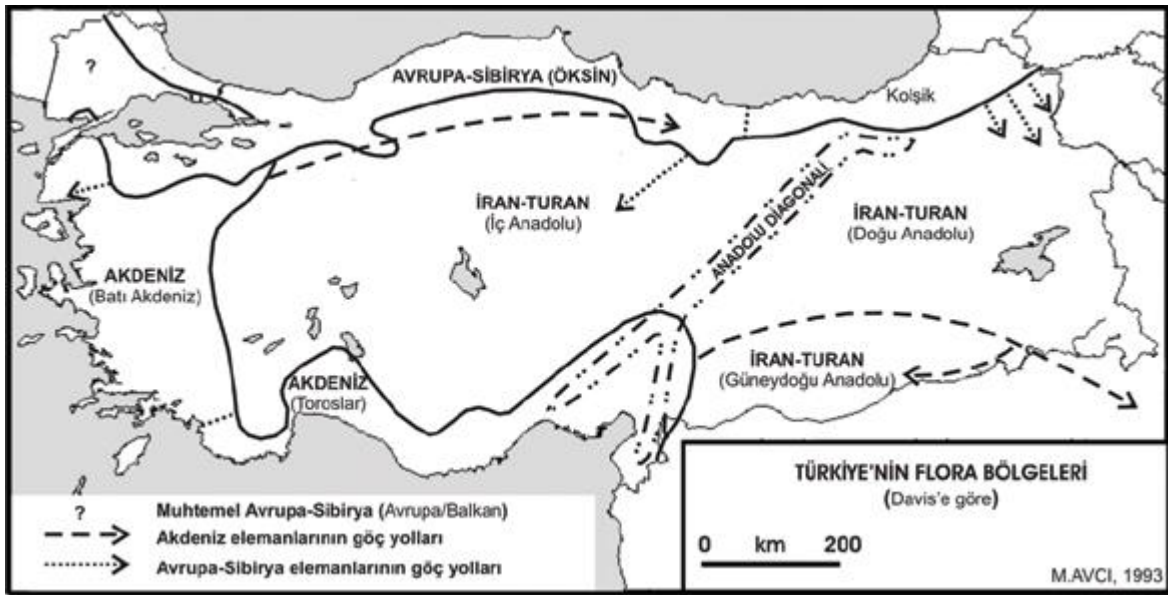 ?
AVRUPA-SİBİRYA (ÖKSİN)
Kolşik
İRAN-TURAN
(İç Anadolu)
ANADOLU DİAGONALİ
İRAN-TURAN
(Doğu Anadolu)
AKDENİZ
(Batı Akdeniz)
AKDENİZ
(Toroslar)
İRAN-TURAN
(Güneydoğu Anadolu)
? Muhtemel Avrupa-Sibirya (Avrupa/Balkan)
Akdeniz elemanlarının göç yolları
Avrupa-Sibirya elemanlarının göç yolları
TÜRKİYE'NİN FLORA BÖLGELERİ
(Davis'e göre)
0 km 200
M.AVCI, 1993